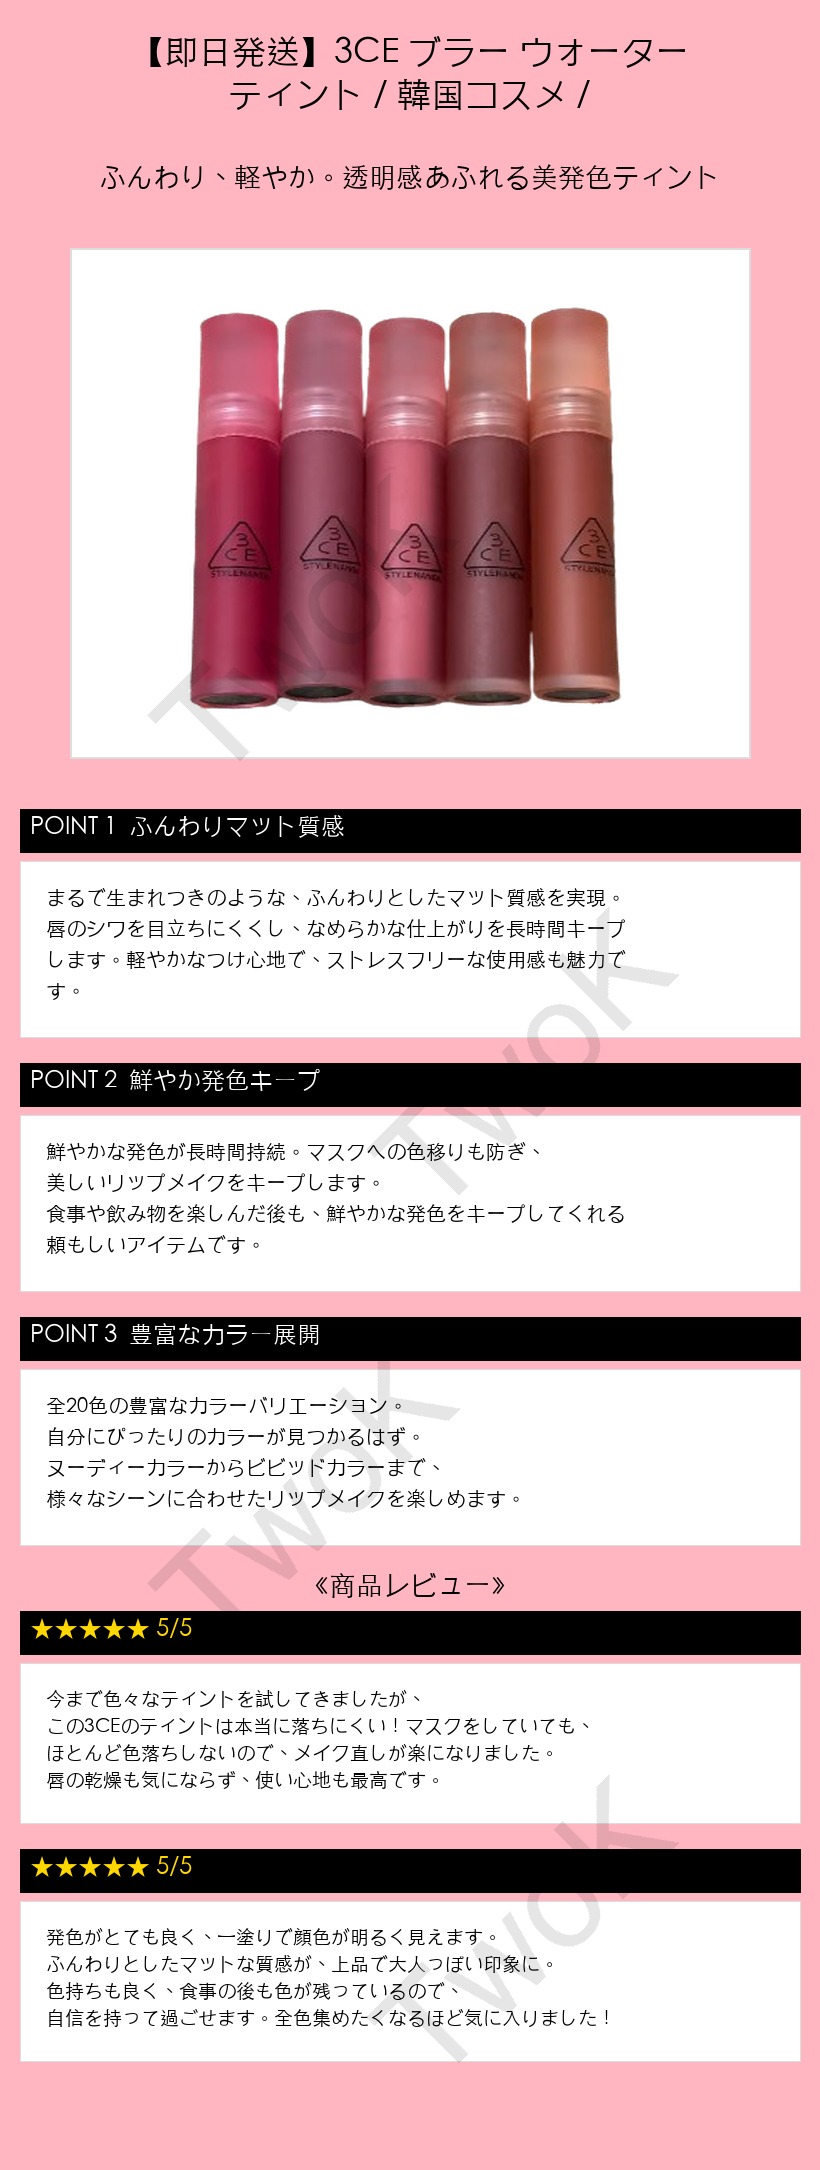 【即日発送】3CE ブラー ウォーター
ティント / 韓国コスメ /
ふんわり、軽やか。透明感あふれる美発色ティント
3
CE
STYLENANDA
3
CE
STYLENANDA
3
CE
STYLENANDA
3
CE
STYLENANDA
3
CE
STYLENANDA
TwoK
POINT 1 ふんわりマット質感
まるで生まれつきのような、ふんわりとしたマット質感を実現。
唇のシワを目立ちにくくし、なめらかな仕上がりを長時間キープ
します。軽やかなつけ心地で、ストレスフリーな使用感も魅力で
す。
TwoK
POINT 2 鮮やか発色キープ
鮮やかな発色が長時間持続。マスクへの色移りも防ぎ、
美しいリップメイクをキープします。
食事や飲み物を楽しんだ後も、鮮やかな発色をキープしてくれる
頼もしいアイテムです。
POINT 3 豊富なカラー展開
全20色の豊富なカラーバリエーション。
自分にぴったりのカラーが見つかるはず。
ヌーディーカラーからビビッドカラーまで、
様々なシーンに合わせたリップメイクを楽しめます。
TwoK
《商品レビュー》
★★★★★ 5/5
今まで色々なティントを試してきましたが、
この3CEのティントは本当に落ちにくい！マスクをしていても、
ほとんど色落ちしないので、メイク直しが楽になりました。
唇の乾燥も気にならず、使い心地も最高です。
★★★★★ 5/5
TwoK
発色がとても良く、一塗りで顔色が明るく見えます。
ふんわりとしたマットな質感が、上品で大人っぽい印象に。
色持ちも良く、食事の後も色が残っているので、
自信を持って過ごせます。全色集めたくなるほど気に入りました！